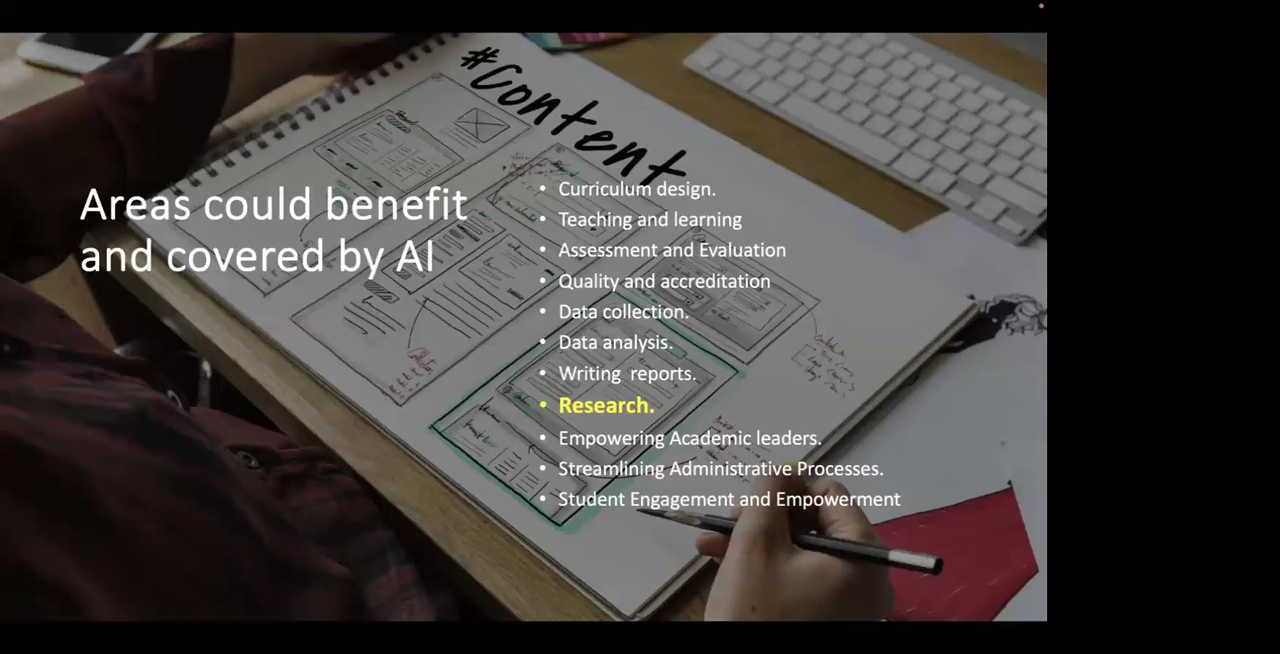 #Content
Areas could benefit
and covered by AI
• Curriculum design.
• Teaching and learning
• Assessment and Evaluation
• Quality and accreditation
• Data collection.
• Data analysis.
• Writing reports.
• Research.
• Empowering Academic leaders.
• Streamlining Administrative Processes.
• Student Engagement and Empowerment